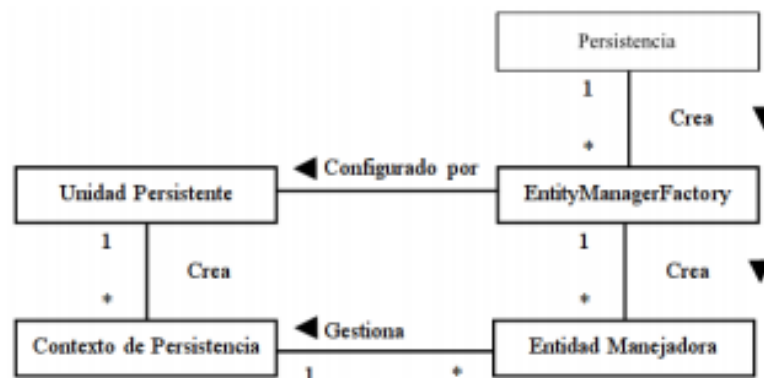 Persistencia
1
Crea
*
Configurado por
Unidad Persistente
EntityManagerFactory
1
1
Crea
Crea
*
*
Gestiona
Contexto de Persistencia
Entidad Manejadora
1
*